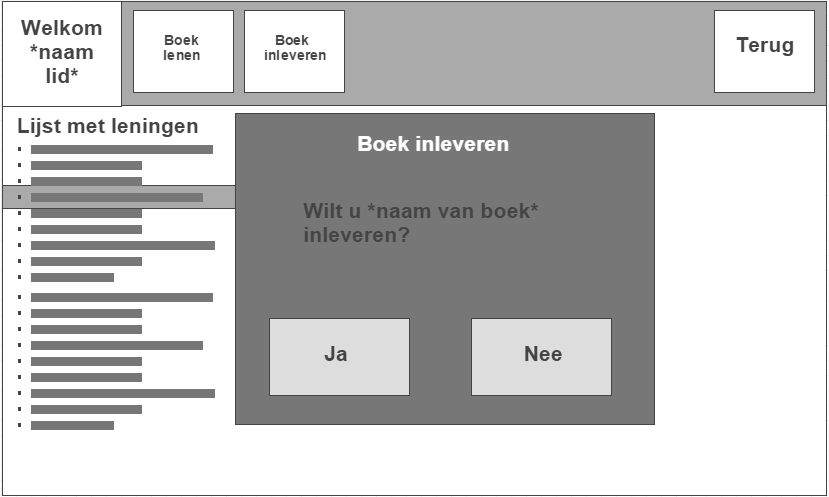 Welkom
*naam
lid*
Boek
lenen
Boek
inleveren
Terug
Lijst met leningen
Boek inleveren
Wilt u *naam van boek*
inleveren?
Ja
Nee